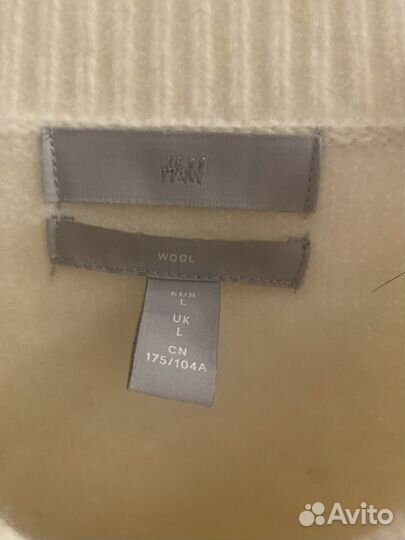 H&M
WOOL
EUR
L
UK
L
CN
175/104A
Avito